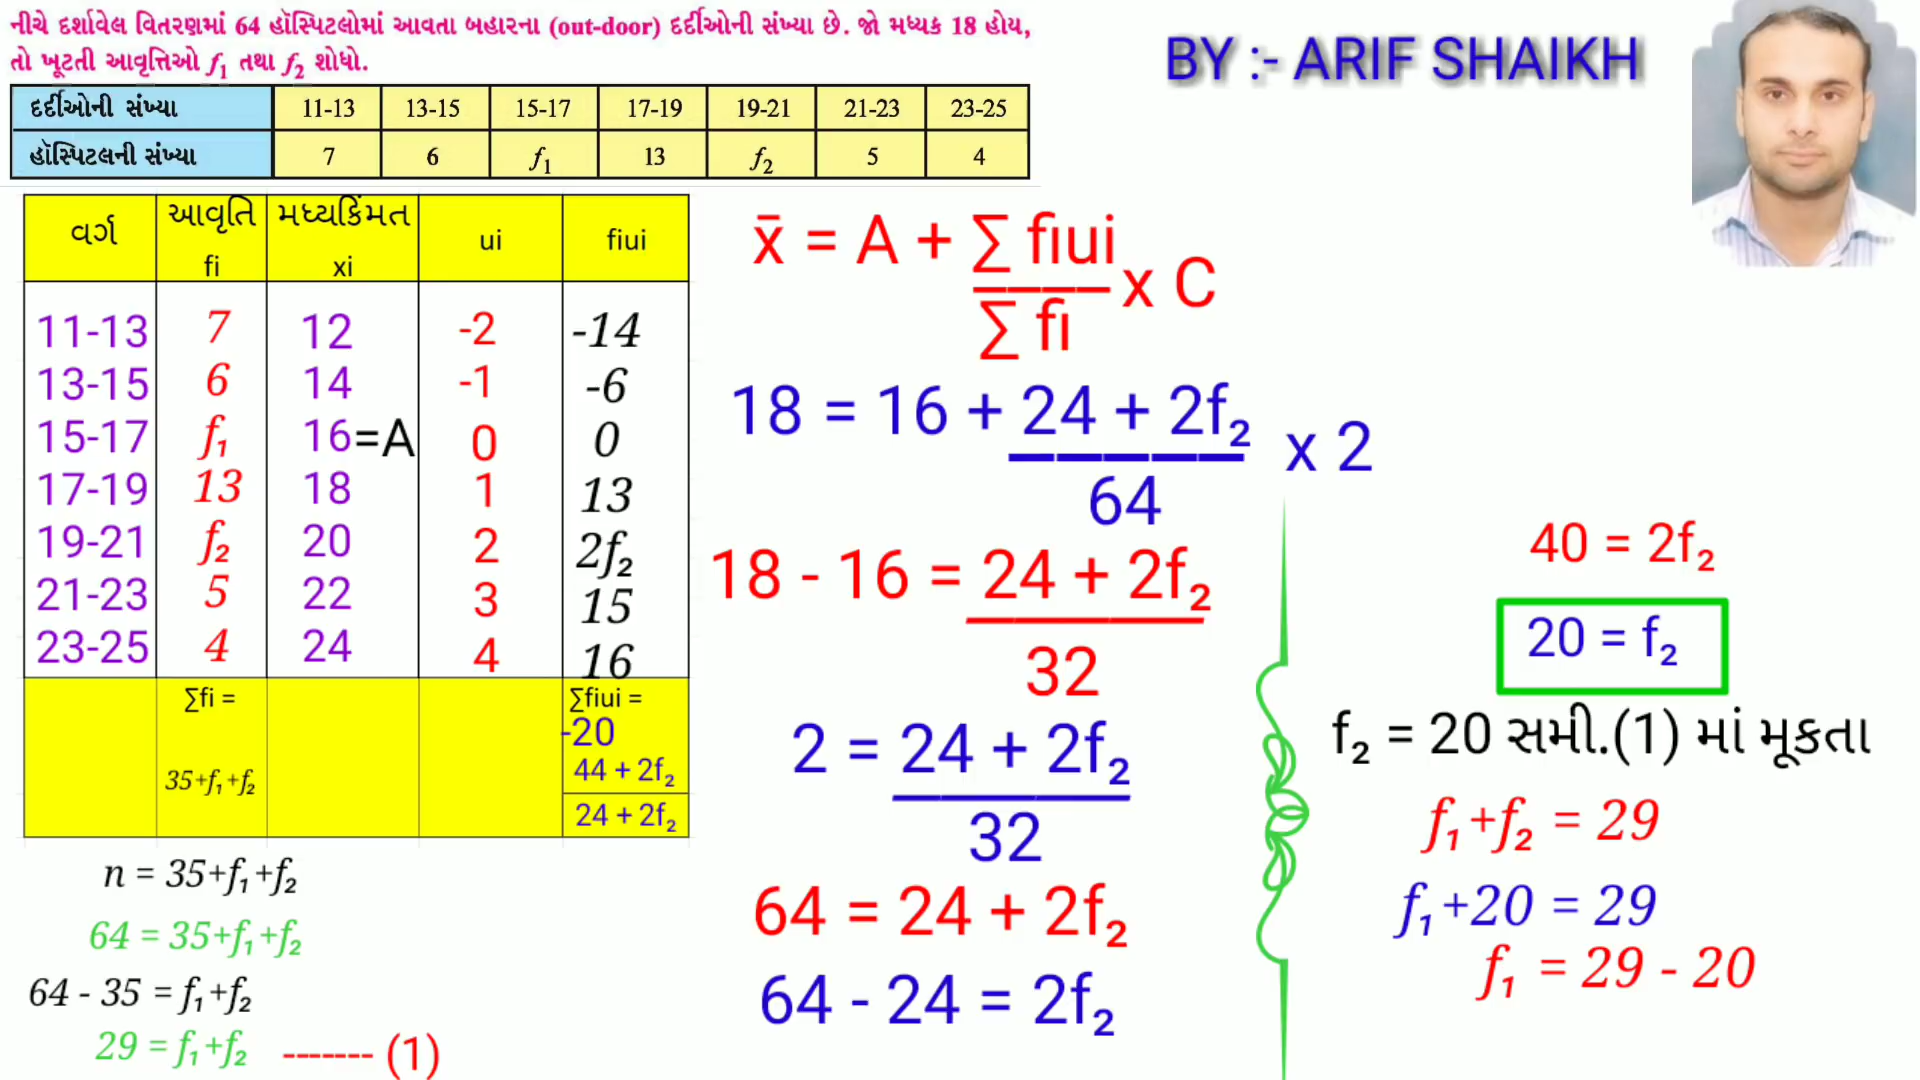 નીચે દર્શાવેલ વિતરણમાં 64 હૉસ્પિટલોમાં આવતા બહારના (out-door) દર્દીઓની સંખ્યા છે. જો મધ્યક 18 હોય,
તો ખૂટતી આવૃત્તિઓ f₁ તથા f₂ શોધો.
દર્દીઓની સંખ્યા 11-13 13-15 15-17 17-19 19-21 21-23 23-25
હૉસ્પિટલની સંખ્યા 7 6 f₁ 13 f₂ 5 4
BY :- ARIF SHAIKH
વર્ગ આવૃતિ fi મધ્યકિંમત xi ui fiui
11-13 7 12 -2 -14
13-15 6 14 -1 -6
15-17 f₁ 16=A 0 0
17-19 13 18 1 13
19-21 f₂ 20 2 2f₂
21-23 5 22 3 15
23-25 4 24 4 16
∑fi = ∑fiui =
-20
35+f₁+f₂ 44 + 2f₂
24 + 2f₂
n = 35+f₁+f₂
64 = 35+f₁+f₂
64 - 35 = f₁+f₂
29 = f₁+f₂ ------- (1)
x̄ = A + ∑ fiui
x C
∑ fi
18 = 16 + 24 + 2f₂
x 2
64
18 - 16 = 24 + 2f₂
32
2 = 24 + 2f₂
32
64 = 24 + 2f₂
64 - 24 = 2f₂
40 = 2f₂
20 = f₂
f₂ = 20 સમી.(1) માં મૂકતા
f₁+f₂ = 29
f₁+20 = 29
f₁ = 29 - 20